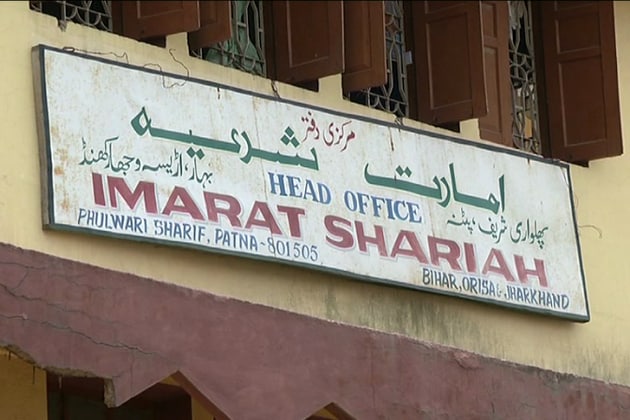 مرکزی دفتر
امارت شرعیہ
بہار، اڑیسہ وجھارکھنڈ
HEAD OFFICE
پھلواری شریف، پٹنہ
IMARAT SHARIAH
PHULWARI SHARIF, PATNA-801505
BIHAR, ORISA & JHARKHAND